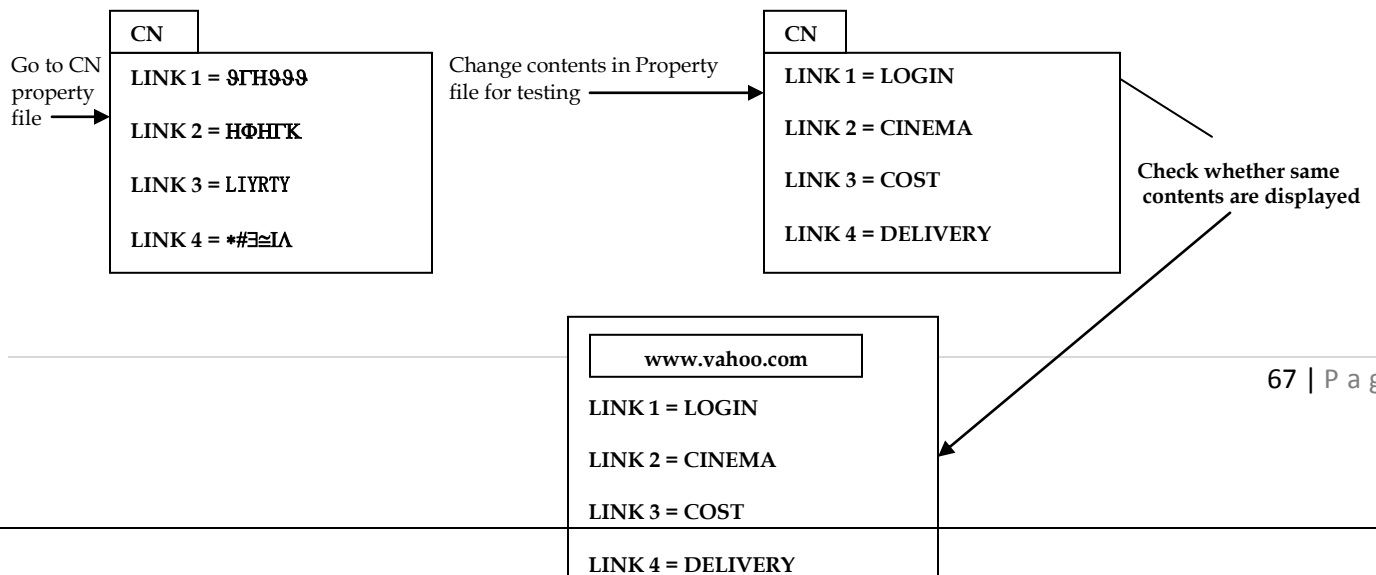 CN
Go to CN
property
file
LINK 1 = ϑΓΗϑϑϑ
LINK 2 = ΗΦΗΓΚ
LINK 3 = LIYRTY
LINK 4 = *#∃≅ΙΛ
Change contents in Property
file for testing
CN
LINK 1 = LOGIN
LINK 2 = CINEMA
LINK 3 = COST
LINK 4 = DELIVERY
Check whether same
contents are displayed
www.yahoo.com
LINK 1 = LOGIN
LINK 2 = CINEMA
LINK 3 = COST
LINK 4 = DELIVERY
67 | P a g